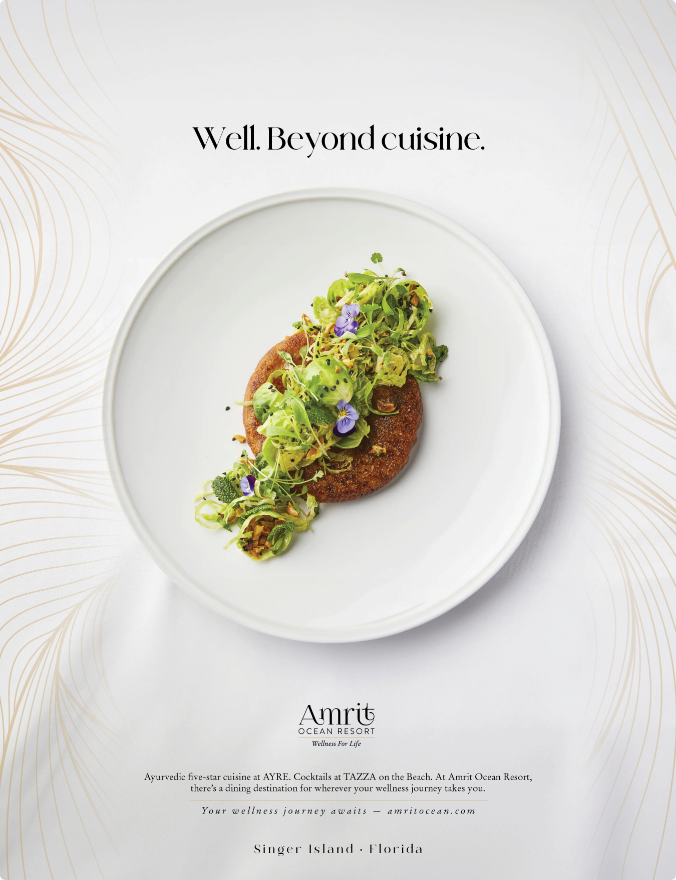 Well. Beyond cuisine.
Amrit
OCEAN RESORT
Wellness For Life
Ayurvedic five-star cuisine at AYRE. Cocktails at TAZZA on the Beach. At Amrit Ocean Resort,
there's a dining destination for wherever your wellness journey takes you.
Your wellness journey awaits — amritocean.com
Singer Island · Florida